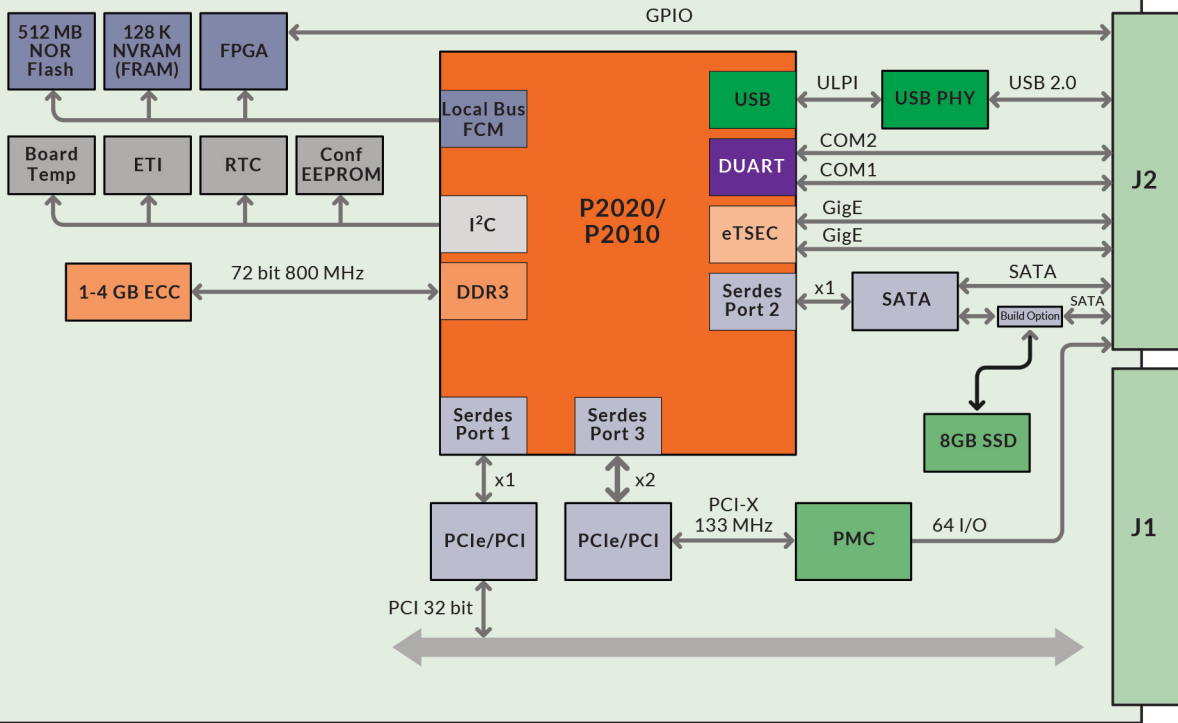 GPIO
512 MB
NOR
Flash
128 K
NVRAM
(FRAM)
FPGA
Local Bus
FCM
USB
ULPI
USB PHY
USB 2.0
Board
Temp
ETI
RTC
Conf
EEPROM
DUART
COM2
COM1
J2
I²C
P2020/
P2010
eTSEC
GigE
GigE
1-4 GB ECC
72 bit 800 MHz
DDR3
Serdes
Port 2
x1
SATA
SATA
SATA
Build Option
Serdes
Port 1
Serdes
Port 3
8GB SSD
x1
x2
PCIe/PCI
PCIe/PCI
PCI-X
133 MHz
PMC
64 I/O
J1
PCI 32 bit